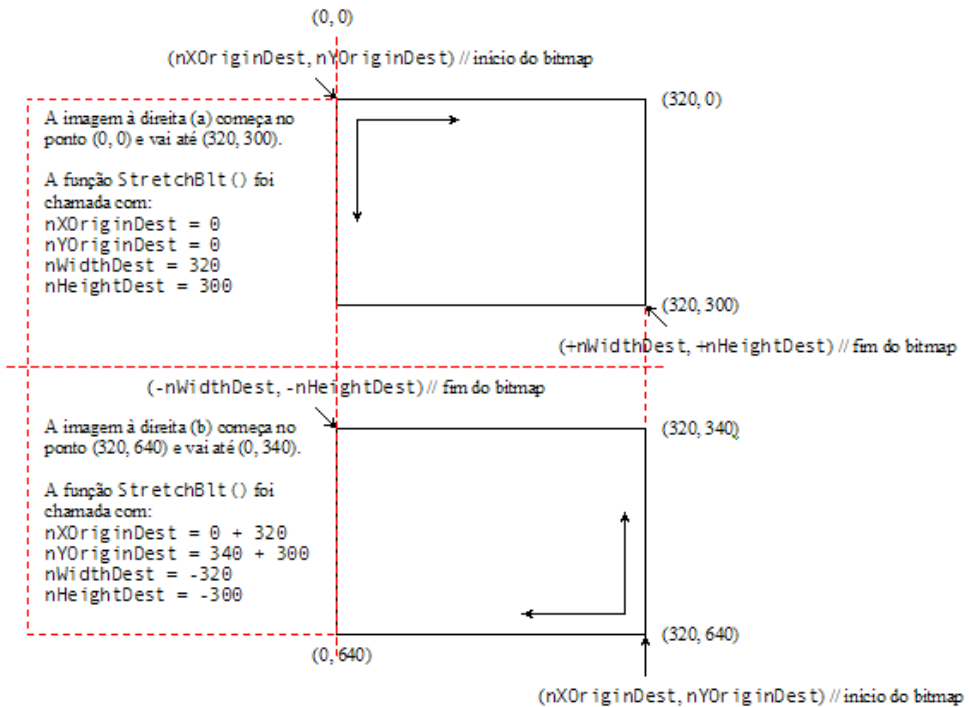 (0, 0)
(nXOriginDest, nYOriginDest) // inicio do bitmap
(320, 0)
A imagem à direita (a) começa no
ponto (0, 0) e vai até (320, 300).
A função StretchBlt() foi
chamada com:
nXOriginDest = 0
nYOriginDest = 0
nWidthDest = 320
nHeightDest = 300
(320, 300)
(+nWidthDest, +nHeightDest) // fim do bitmap
(-nWidthDest, -nHeightDest) // fim do bitmap
A imagem à direita (b) começa no
ponto (320, 640) e vai até (0, 340).
(320, 340)
A função StretchBlt() foi
chamada com:
nXOriginDest = 0 + 320
nYOriginDest = 340 + 300
nWidthDest = -320
nHeightDest = -300
(320, 640)
(0, 640)
(nXOriginDest, nYOriginDest) // inicio do bitmap